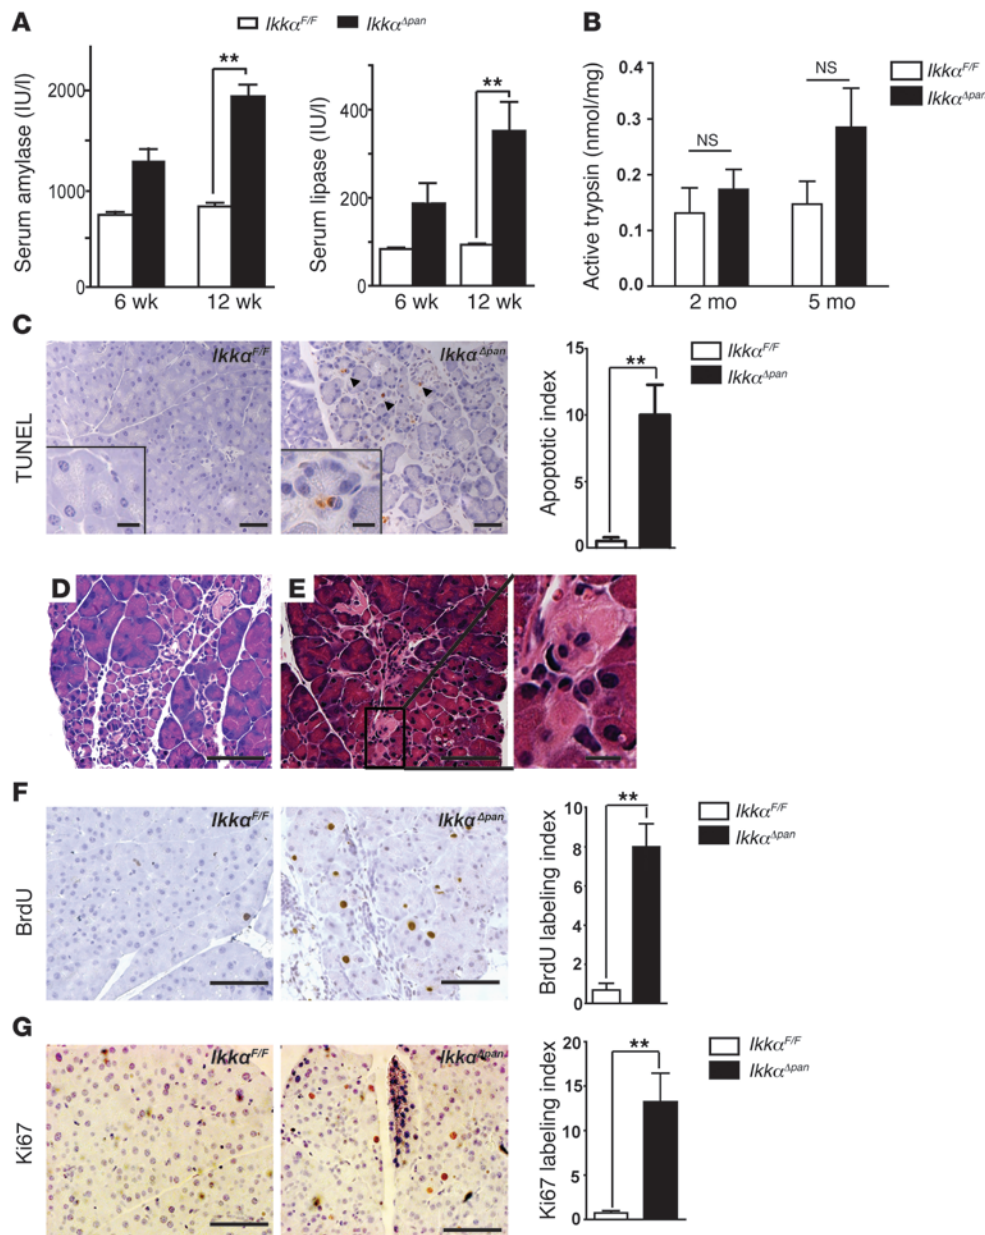 A
Ikkα^F/F
Ikkα^Δpan
Serum amylase (IU/l)
2000
1000
0
**
6 wk
12 wk
Serum lipase (IU/l)
400
200
0
**
6 wk
12 wk
B
Active trypsin (nmol/mg)
0.4
0.3
0.2
0.1
0.0
NS
NS
2 mo
5 mo
Ikkα^F/F
Ikkα^Δpan
C
TUNEL
Ikkα^F/F
Ikkα^Δpan
Apoptotic index
15
10
5
0
**
Ikkα^F/F
Ikkα^Δpan
D
E
F
BrdU
Ikkα^F/F
Ikkα^Δpan
BrdU labeling index
10
8
6
4
2
0
**
Ikkα^F/F
Ikkα^Δpan
G
Ki67
Ikkα^F/F
Ikkα^Δpan
Ki67 labeling index
20
15
10
5
0
**
Ikkα^F/F
Ikkα^Δpan